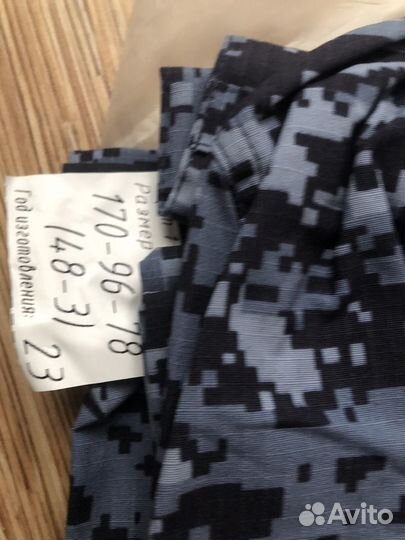 Размер
170-96-78
(48-3)
Год изготовления: 23
Avito